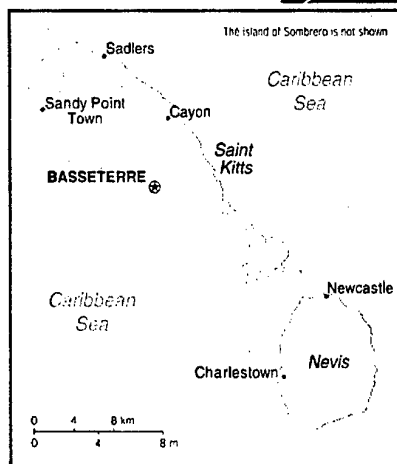 The island of Sombrero is not shown
Sadlers
Caribbean
Sea
Sandy Point
Town
Cayon
Saint
Kitts
BASSETERRE
Newcastle
Caribbean
Sea
Nevis
Charlestown
0 4 8 km
0 4 8 m